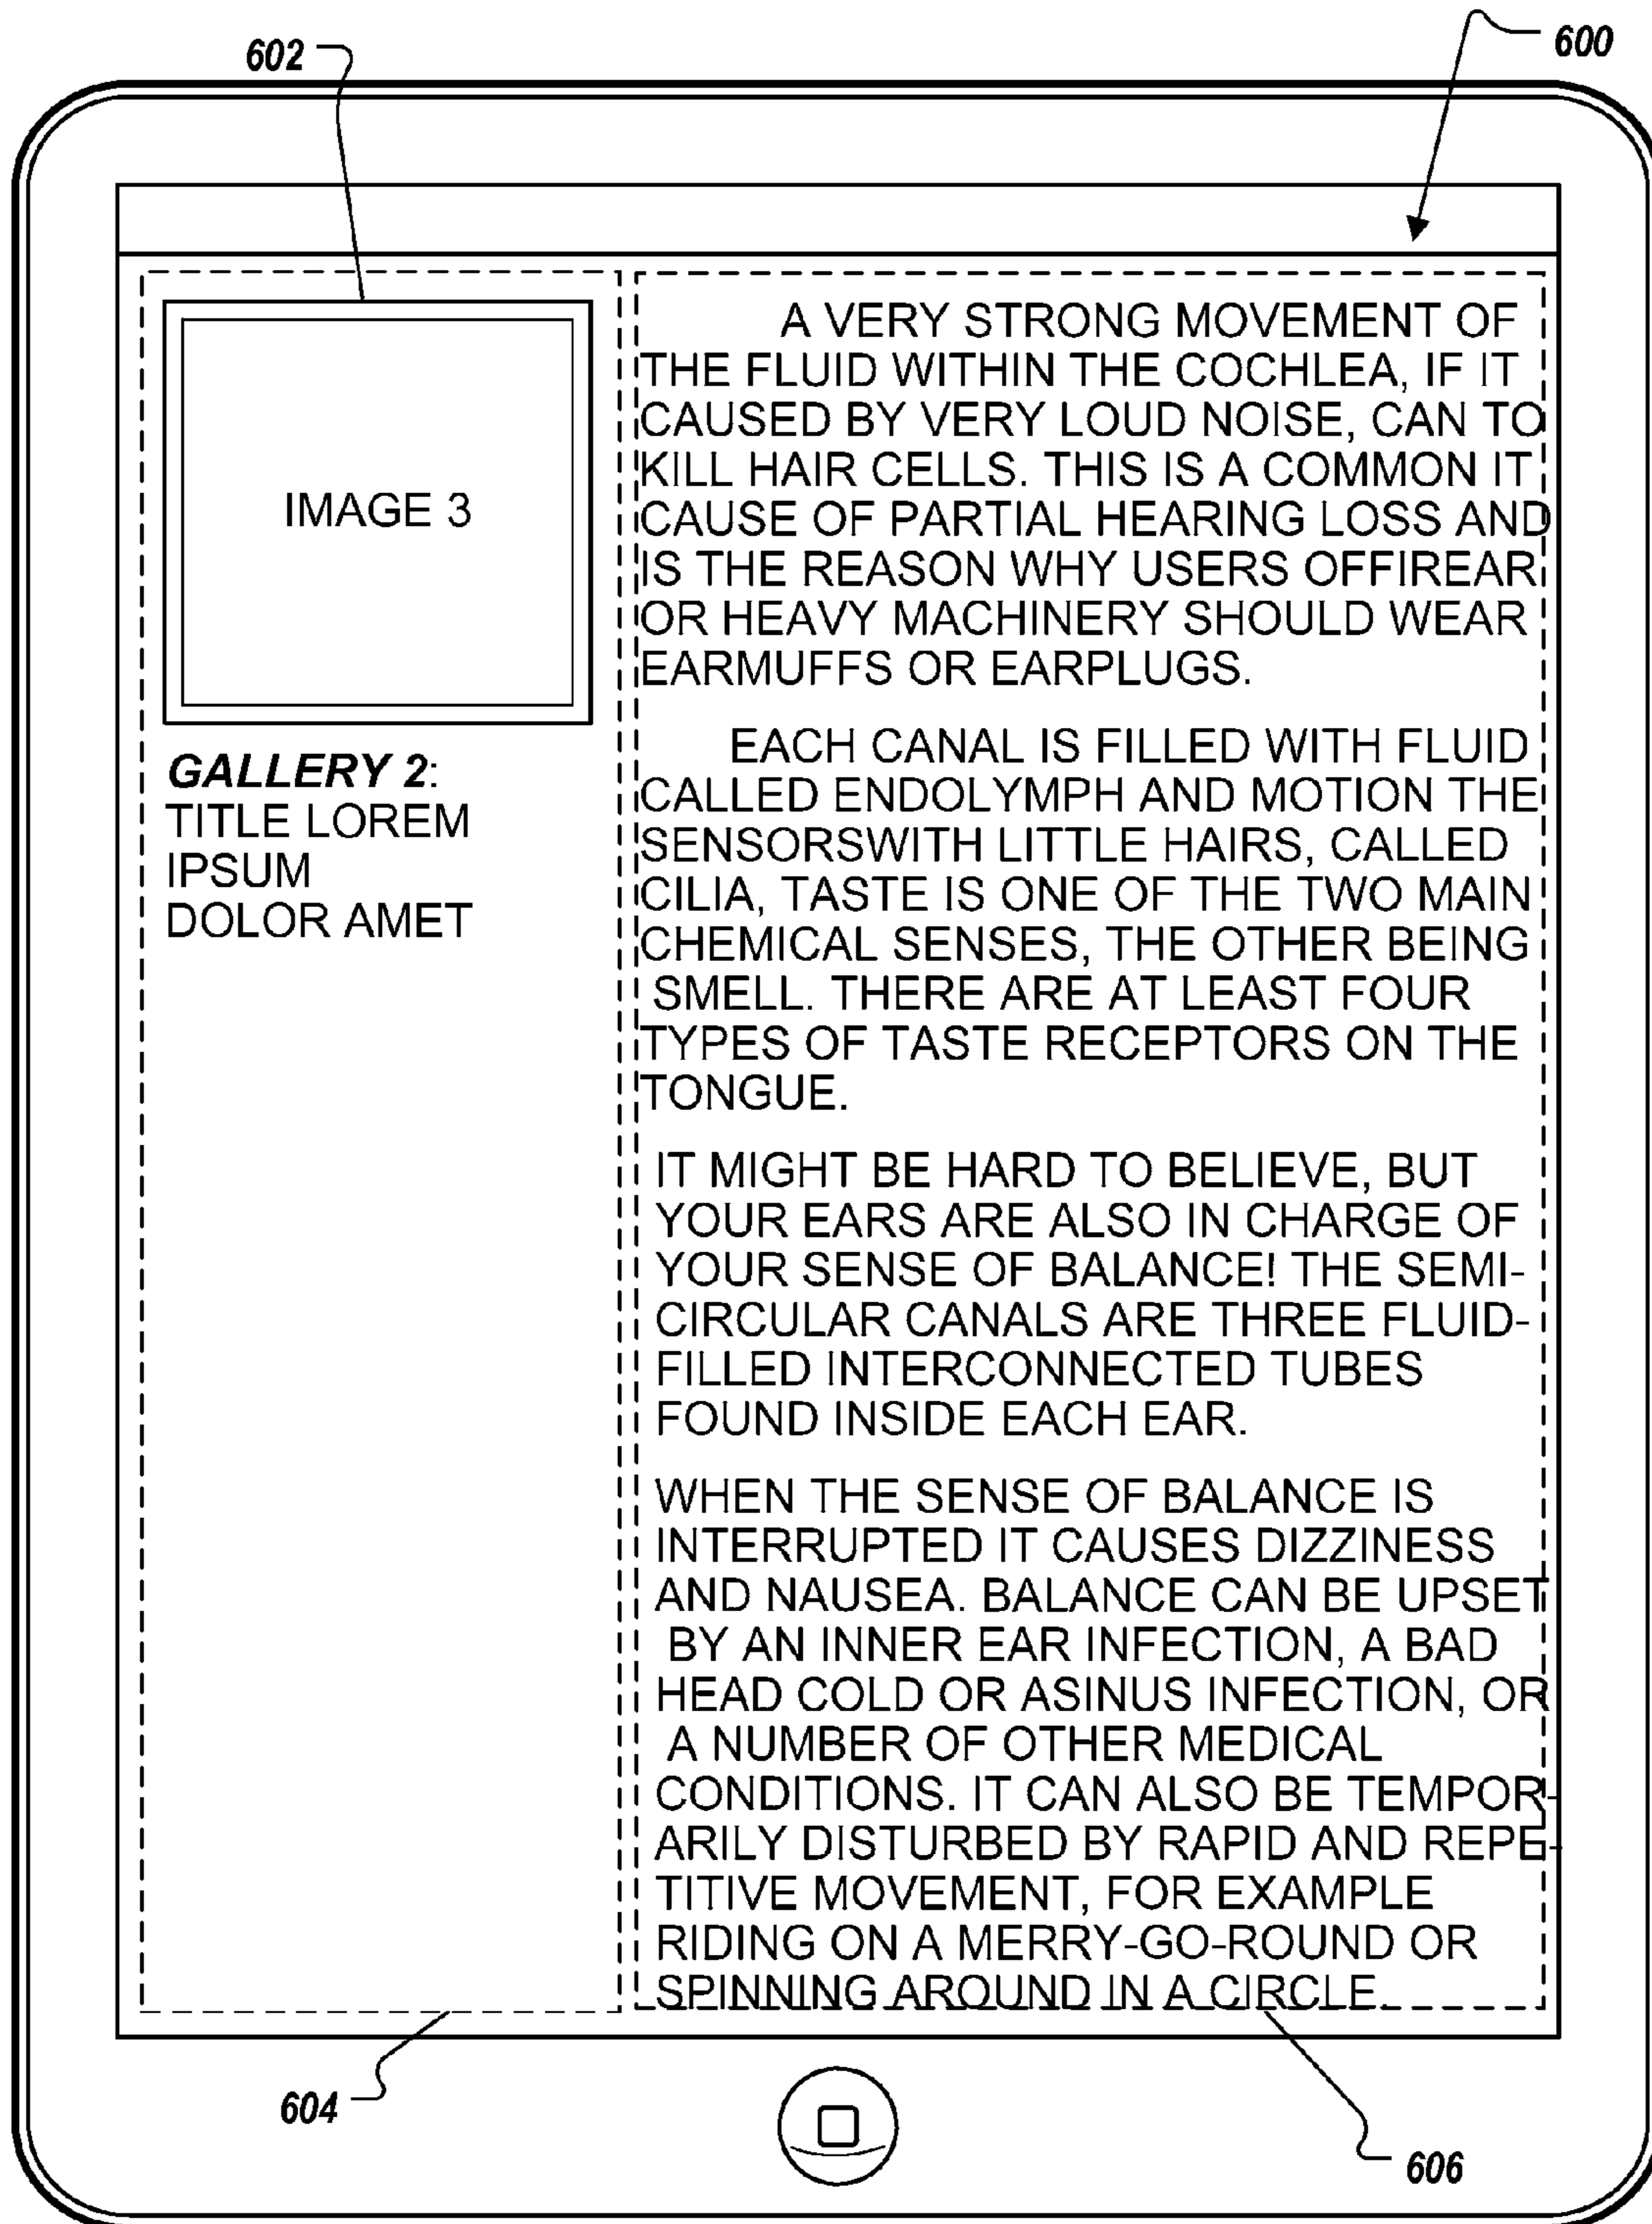 602
600
IMAGE 3
GALLERY 2:
TITLE LOREM
IPSUM
DOLOR AMET
A VERY STRONG MOVEMENT OF
THE FLUID WITHIN THE COCHLEA, IF IT
CAUSED BY VERY LOUD NOISE, CAN TO
KILL HAIR CELLS. THIS IS A COMMON IT
CAUSE OF PARTIAL HEARING LOSS AND
IS THE REASON WHY USERS OFFIREAR
OR HEAVY MACHINERY SHOULD WEAR
EARMUFFS OR EARPLUGS.
EACH CANAL IS FILLED WITH FLUID
CALLED ENDOLYMPH AND MOTION THE
SENSORSWITH LITTLE HAIRS, CALLED
CILIA, TASTE IS ONE OF THE TWO MAIN
CHEMICAL SENSES, THE OTHER BEING
SMELL. THERE ARE AT LEAST FOUR
TYPES OF TASTE RECEPTORS ON THE
TONGUE.
IT MIGHT BE HARD TO BELIEVE, BUT
YOUR EARS ARE ALSO IN CHARGE OF
YOUR SENSE OF BALANCE! THE SEMI-
CIRCULAR CANALS ARE THREE FLUID-
FILLED INTERCONNECTED TUBES
FOUND INSIDE EACH EAR.
WHEN THE SENSE OF BALANCE IS
INTERRUPTED IT CAUSES DIZZINESS
AND NAUSEA. BALANCE CAN BE UPSET
BY AN INNER EAR INFECTION, A BAD
HEAD COLD OR ASINUS INFECTION, OR
A NUMBER OF OTHER MEDICAL
CONDITIONS. IT CAN ALSO BE TEMPOR-
ARILY DISTURBED BY RAPID AND REPE-
TITIVE MOVEMENT, FOR EXAMPLE
RIDING ON A MERRY-GO-ROUND OR
SPINNING AROUND IN A CIRCLE.
604
606